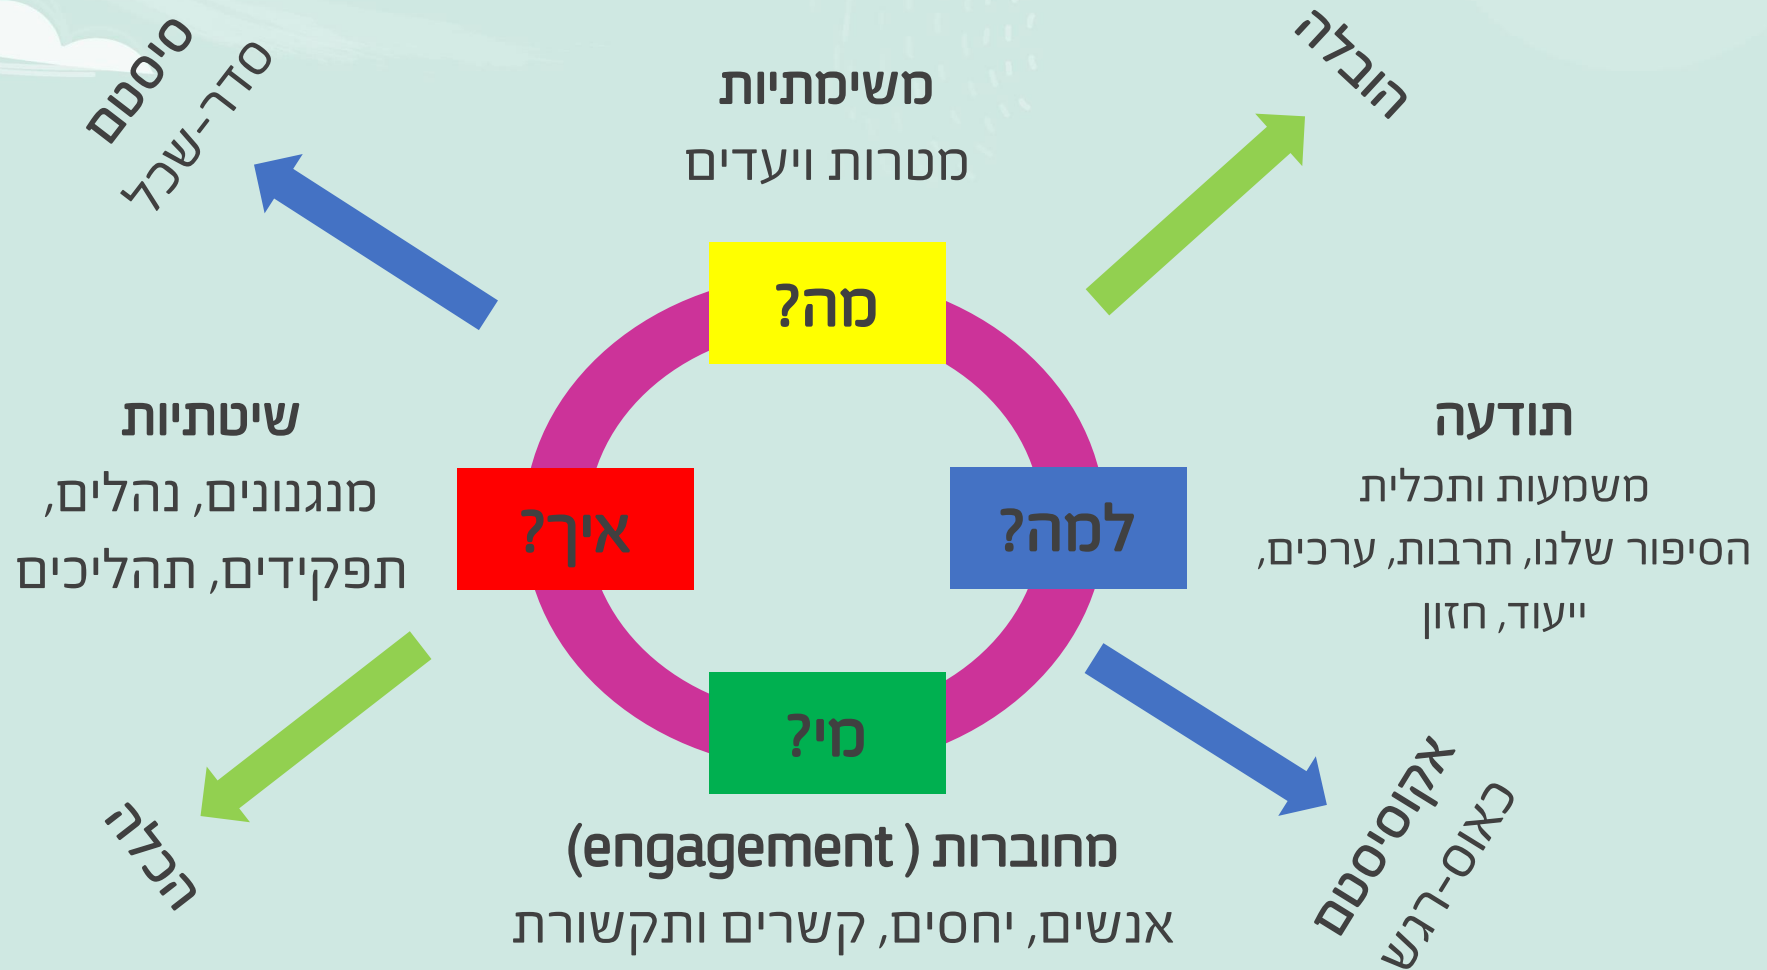 הובלה
סיסטם
סדר-שכל
משימתיות
מטרות ויעדים
מה?
תודעה
משמעות ותכלית
הסיפור שלנו, תרבות, ערכים,
ייעוד, חזון
למה?
איך?
שיטתיות
מנגנונים, נהלים,
תפקידים, תהליכים
מי?
מחוברות ( engagement)
אנשים, יחסים, קשרים ותקשורת
אקוסיסטם
כאוס-רגש
הכלה